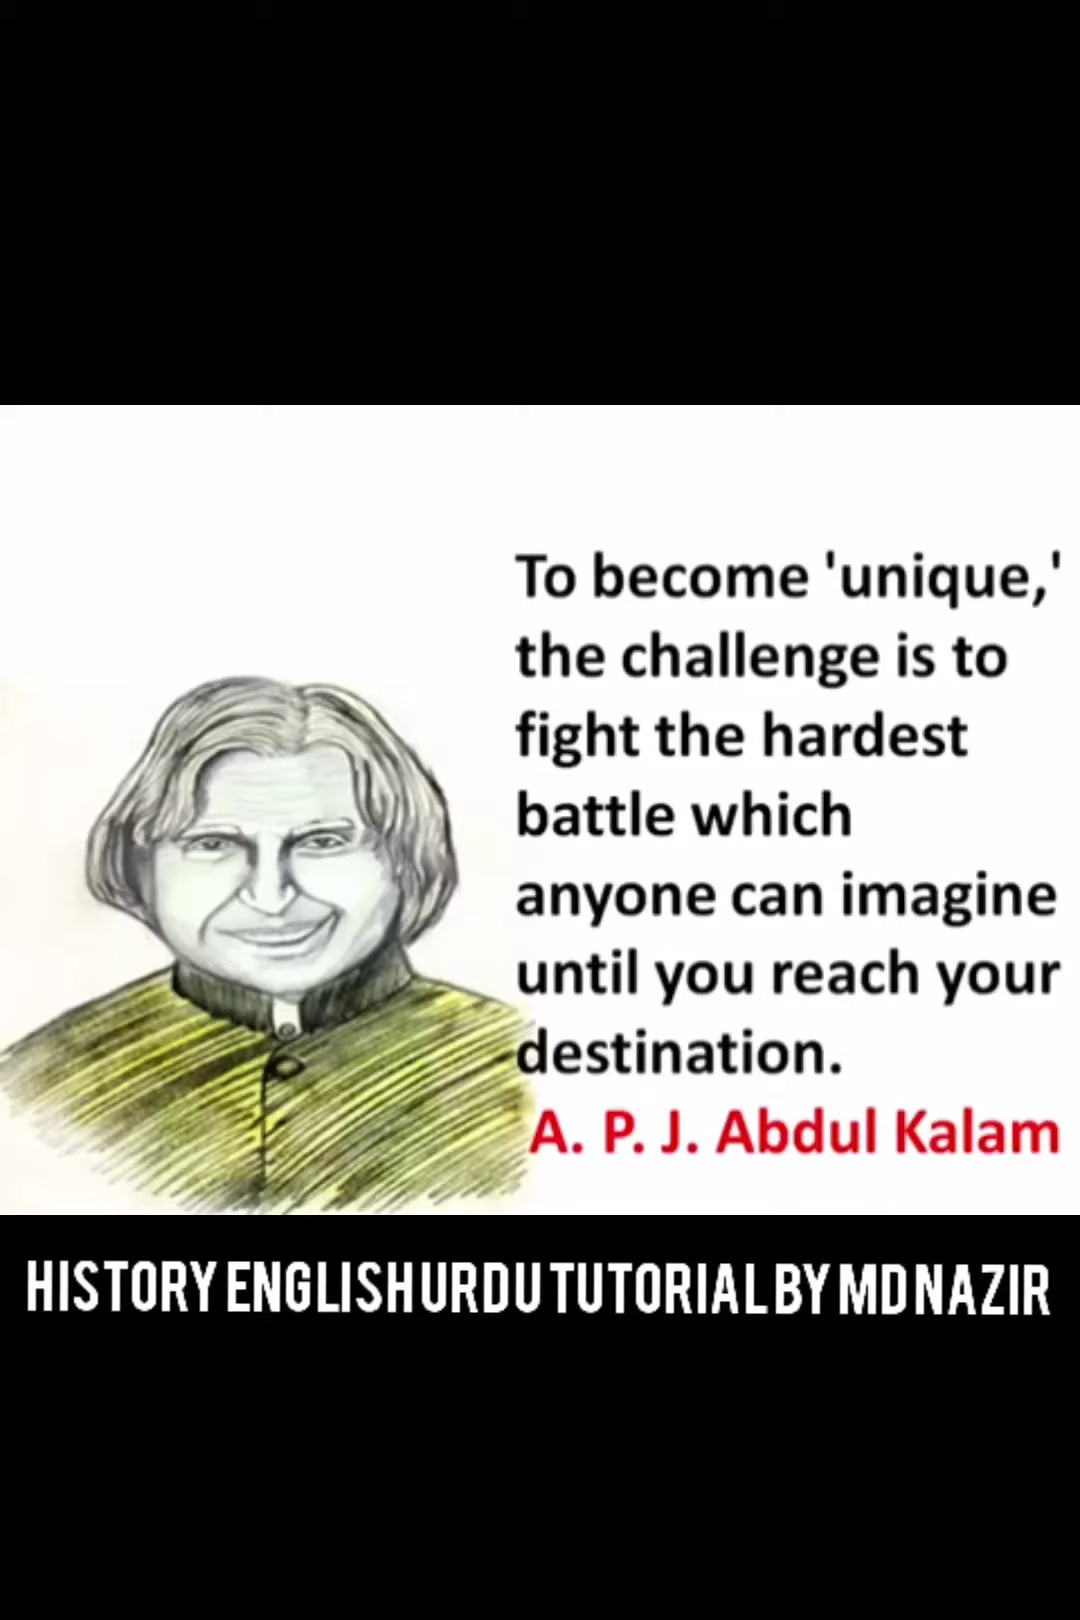 To become 'unique,'
the challenge is to
fight the hardest
battle which
anyone can imagine
until you reach your
destination.
A. P. J. Abdul Kalam
HISTORY ENGLISH URDU TUTORIAL BY MD NAZIR